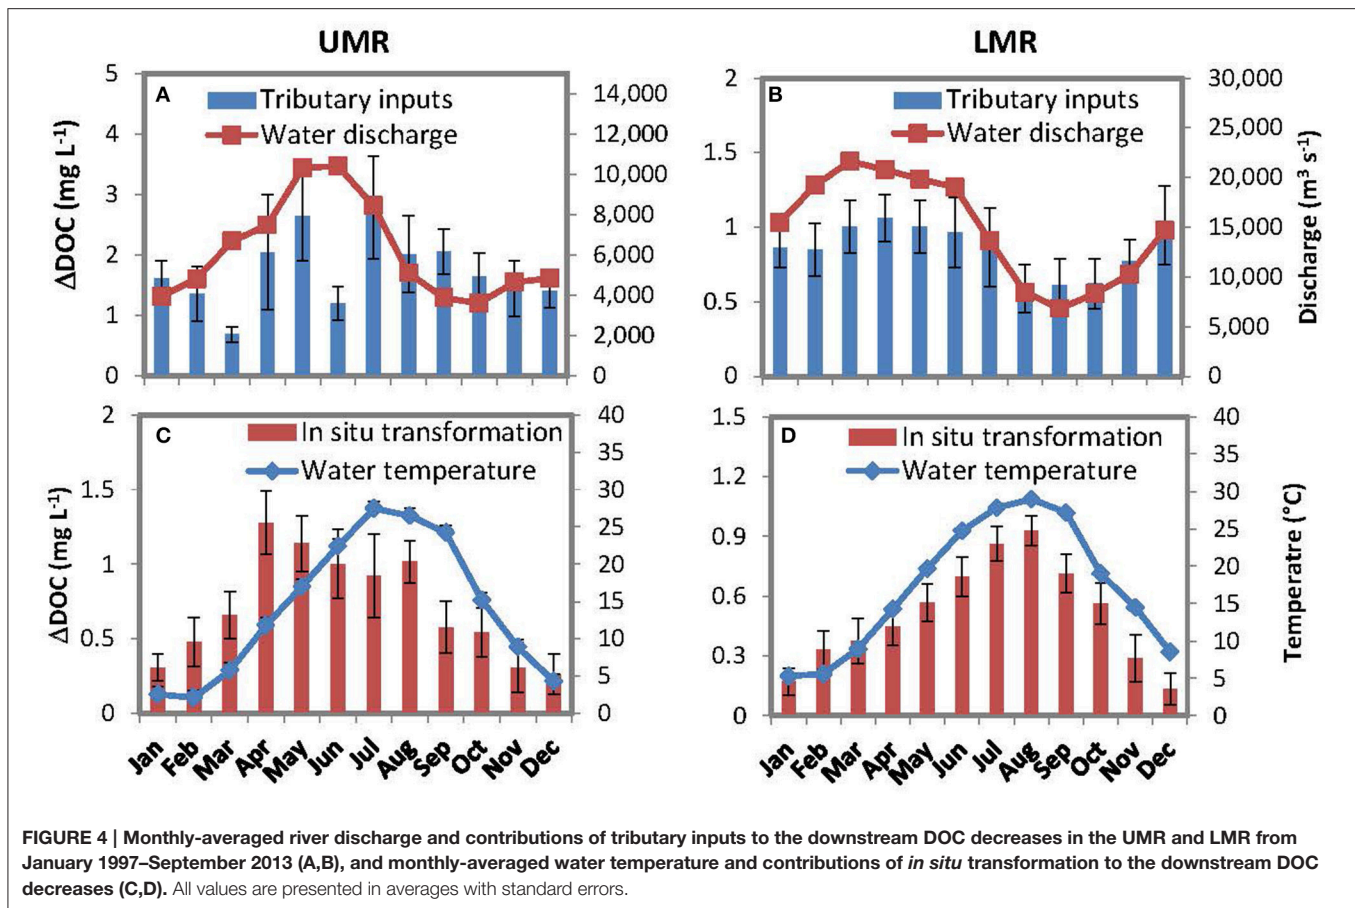 UMR
LMR
A
Tributary inputs
Water discharge
5
4
3
2
1
0
ΔDOC (mg L-1)
14,000
12,000
10,000
8,000
6,000
4,000
2,000
0
B
Tributary inputs
Water discharge
2
1.5
1
0.5
0
30,000
25,000
20,000
15,000
10,000
5,000
0
Discharge (m³ s-1)
C
In situ transformation
Water temperature
2
1.5
1
0.5
0
ΔDOC (mg L-1)
40
35
30
25
20
15
10
5
0
Jan Feb Mar Apr May Jun Jul Aug Sep Oct Nov Dec
D
In situ transformation
Water temperature
1.5
1.2
0.9
0.6
0.3
0
40
35
30
25
20
15
10
5
0
Temperatre (°C)
Jan Feb Mar Apr May Jun Jul Aug Sep Oct Nov Dec
FIGURE 4 | Monthly-averaged river discharge and contributions of tributary inputs to the downstream DOC decreases in the UMR and LMR from
January 1997–September 2013 (A,B), and monthly-averaged water temperature and contributions of in situ transformation to the downstream DOC
decreases (C,D). All values are presented in averages with standard errors.